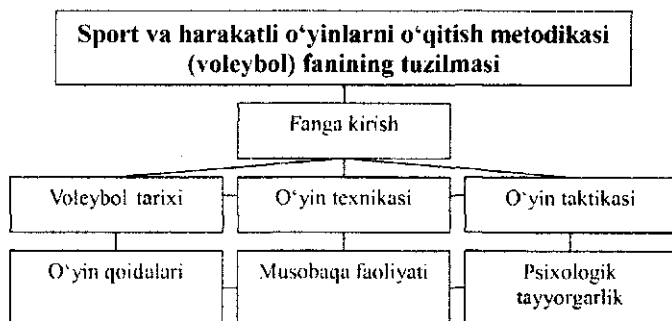 Sport va harakatli o‘yinlarni o‘qitish metodikasi
(voleybol) fanining tuzilmasi
Fanga kirish
Voleybol tarixi
O‘yin texnikasi
O‘yin taktikasi
O‘yin qoidalari
Musobaqa faoliyati
Psixologik
tayyorgarlik